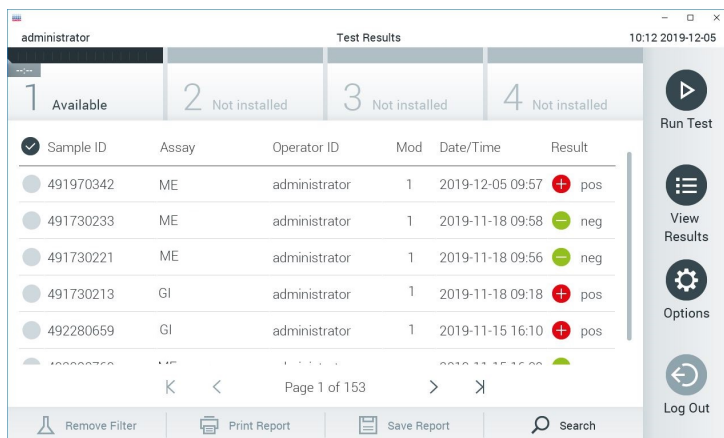 administrator Test Results 10:12 2019-12-05
--:--
1 Available 2 Not installed 3 Not installed 4 Not installed
Run Test
Sample ID Assay Operator ID Mod Date/Time Result
491970342 ME administrator 1 2019-12-05 09:57 pos
491730233 ME administrator 1 2019-11-18 09:58 neg
View
Results
491730221 ME administrator 1 2019-11-18 09:56 neg
491730213 GI administrator 1 2019-11-18 09:18 pos
Options
492280659 GI administrator 1 2019-11-15 16:10 pos
Page 1 of 153
Log Out
Remove Filter Print Report Save Report Search